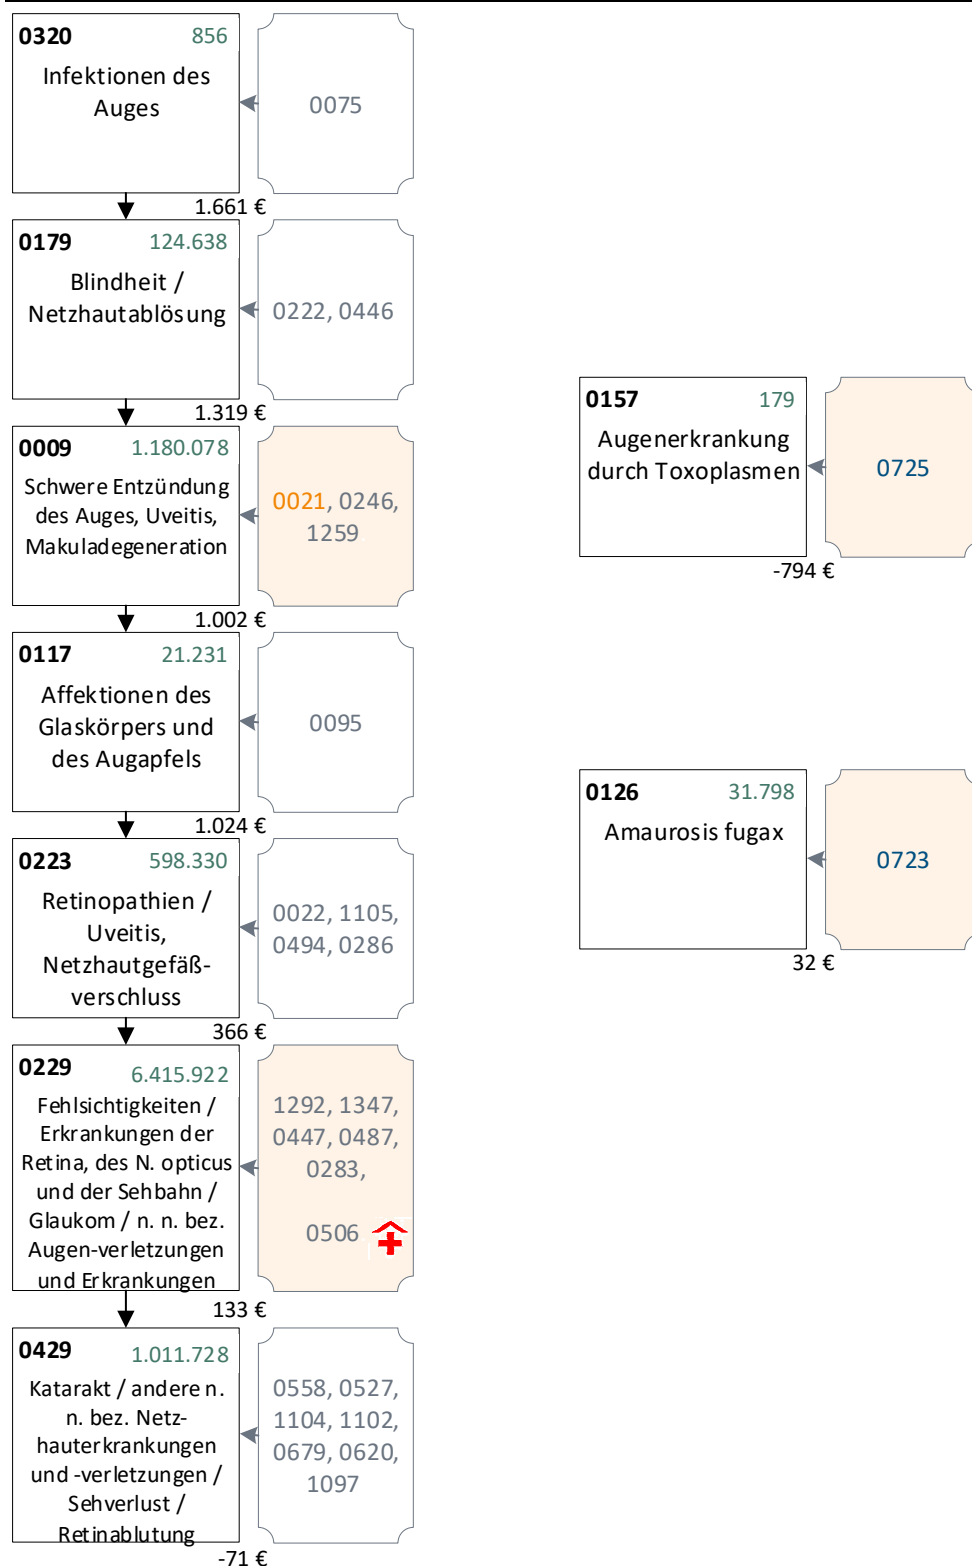 0320 856
Infektionen des
Auges
0075
1.661 €
0179 124.638
Blindheit /
Netzhautablösung
0222, 0446
1.319 €
0009 1.180.078
Schwere Entzündung
des Auges, Uveitis,
Makuladegeneration
0021, 0246,
1259
1.002 €
0117 21.231
Affektionen des
Glaskörpers und
des Augapfels
0095
1.024 €
0223 598.330
Retinopathien /
Uveitis,
Netzhautgefäß-
verschluss
0022, 1105,
0494, 0286
366 €
0229 6.415.922
Fehlsichtigkeiten /
Erkrankungen der
Retina, des N. opticus
und der Sehbahn /
Glaukom / n. n. bez.
Augen-verletzungen
und Erkrankungen
1292, 1347,
0447, 0487,
0283,
0506
133 €
0429 1.011.728
Katarakt / andere n.
n. bez. Netz-
hauterkrankungen
und -verletzungen /
Sehverlust /
Retinablutung
0558, 0527,
1104, 1102,
0679, 0620,
1097
-71 €
0157 179
Augenerkrankung
durch Toxoplasmen
0725
-794 €
0126 31.798
Amaurosis fugax
0723
32 €